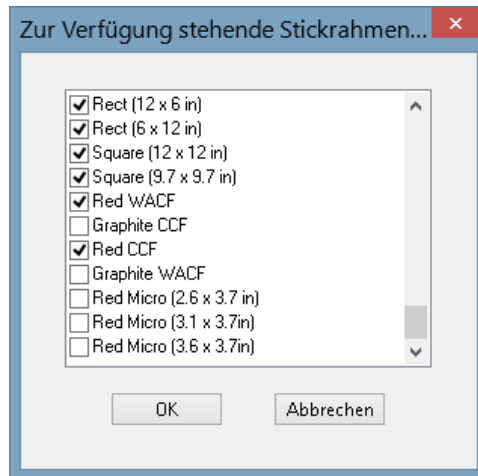 Zur Verfügung stehende Stickrahmen...
Rect (12 x 6 in)
Rect (6 x 12 in)
Square (12 x 12 in)
Square (9.7 x 9.7 in)
Red WACF
Graphite CCF
Red CCF
Graphite WACF
Red Micro (2.6 x 3.7 in)
Red Micro (3.1 x 3.7in)
Red Micro (3.6 x 3.7in)
OK Abbrechen